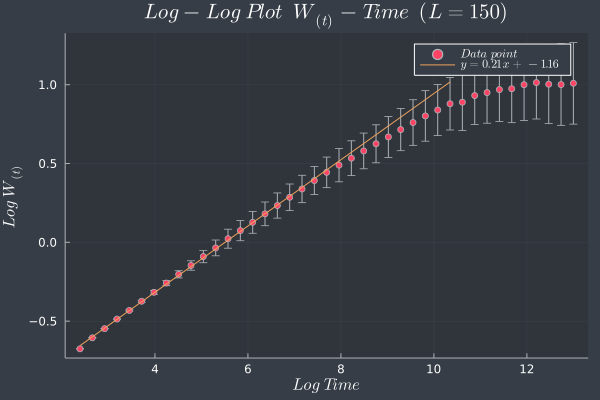 Log − Log Plot W(t) − Time (L = 150)
Data point
y = 0.21x + −1.16
Log W(t)
1.0
0.5
0.0
−0.5
4 6 8 10 12
Log Time